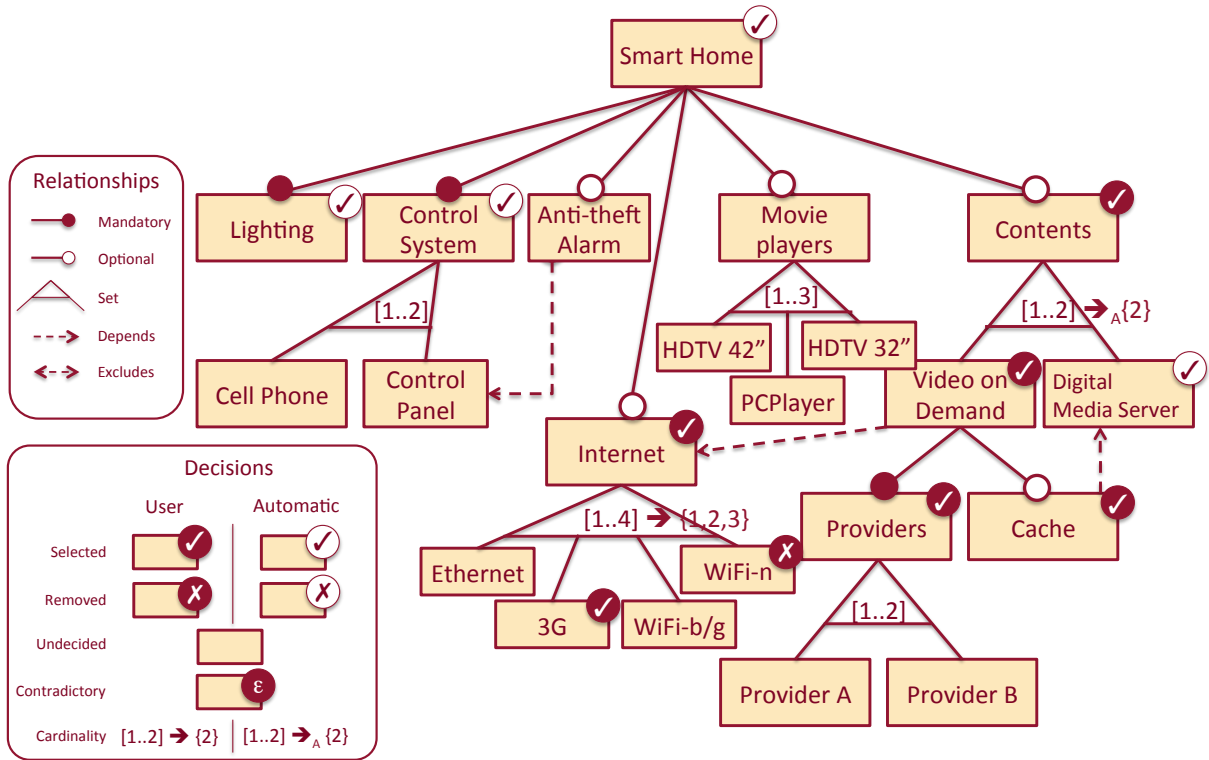 Smart Home
Relationships
Mandatory
Optional
Set
Depends
Excludes
Lighting
Control
System
Anti-theft
Alarm
Movie
players
Contents
[1..2]
[1..3]
[1..2] ➔ A{2}
Cell Phone
Control
Panel
HDTV 42”
PCPlayer
HDTV 32”
Video on
Demand
Digital
Media Server
Internet
[1..4] ➔ {1,2,3}
Ethernet
3G
WiFi-b/g
WiFi-n
Providers
Cache
[1..2]
Provider A
Provider B
Decisions
User
Automatic
Selected
Removed
Undecided
Contradictory
ε
Cardinality
[1..2] ➔ {2}
[1..2] ➔ A {2}